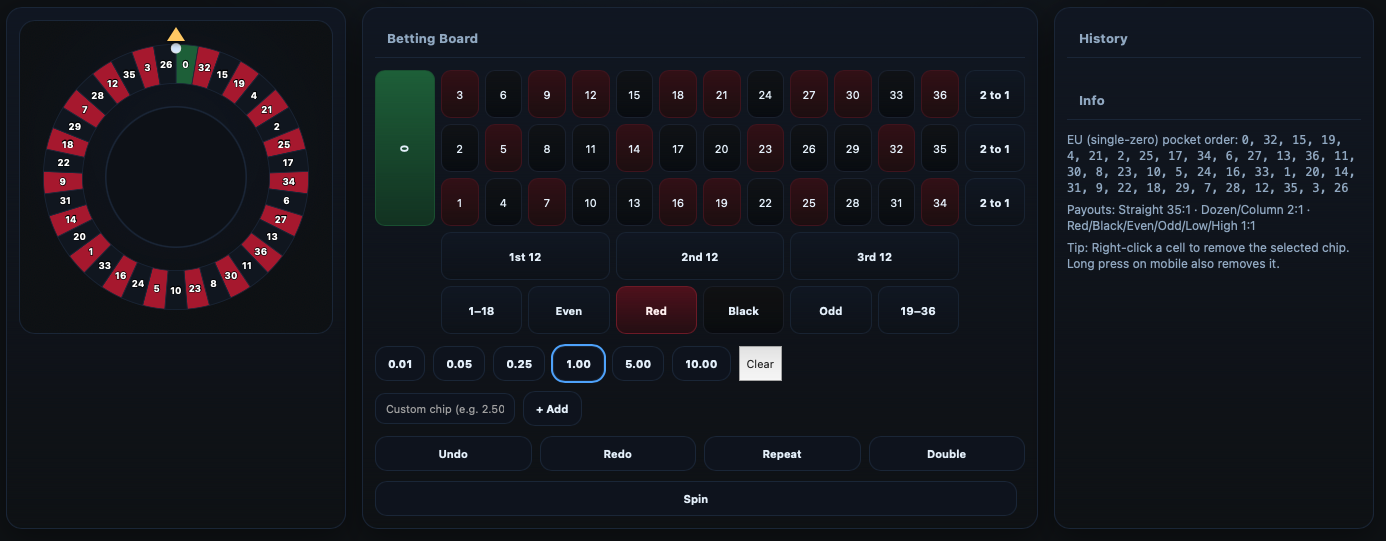 0
32
15
19
4
21
2
25
17
34
6
27
13
36
11
30
8
23
10
5
24
16
33
1
20
14
31
9
22
18
29
7
28
12
35
3
26
Betting Board
0
3 6 9 12 15 18 21 24 27 30 33 36 2 to 1
2 5 8 11 14 17 20 23 26 29 32 35 2 to 1
1 4 7 10 13 16 19 22 25 28 31 34 2 to 1
1st 12 2nd 12 3rd 12
1–18 Even Red Black Odd 19–36
0.01 0.05 0.25 1.00 5.00 10.00 Clear
Custom chip (e.g. 2.50 + Add
Undo Redo Repeat Double
Spin
History
Info
EU (single-zero) pocket order: 0, 32, 15, 19,
4, 21, 2, 25, 17, 34, 6, 27, 13, 36, 11,
30, 8, 23, 10, 5, 24, 16, 33, 1, 20, 14,
31, 9, 22, 18, 29, 7, 28, 12, 35, 3, 26
Payouts: Straight 35:1 · Dozen/Column 2:1 ·
Red/Black/Even/Odd/Low/High 1:1
Tip: Right-click a cell to remove the selected chip.
Long press on mobile also removes it.